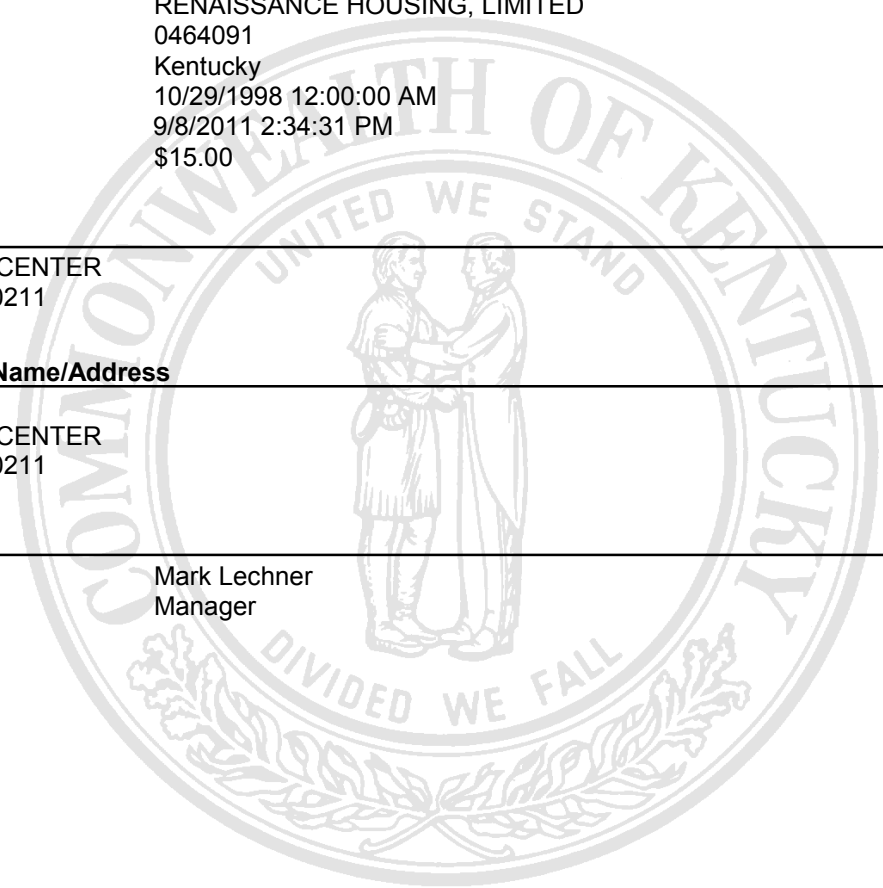 RENAISSANCE HOUSING, LIMITED
0464091
Kentucky
10/29/1998 12:00:00 AM
9/8/2011 2:34:31 PM
$15.00
COMMONWEALTH OF KENTUCKY
UNITED WE STAND
CENTER
0211
Name/Address
CENTER
0211
Mark Lechner
Manager
DIVIDED WE FALL